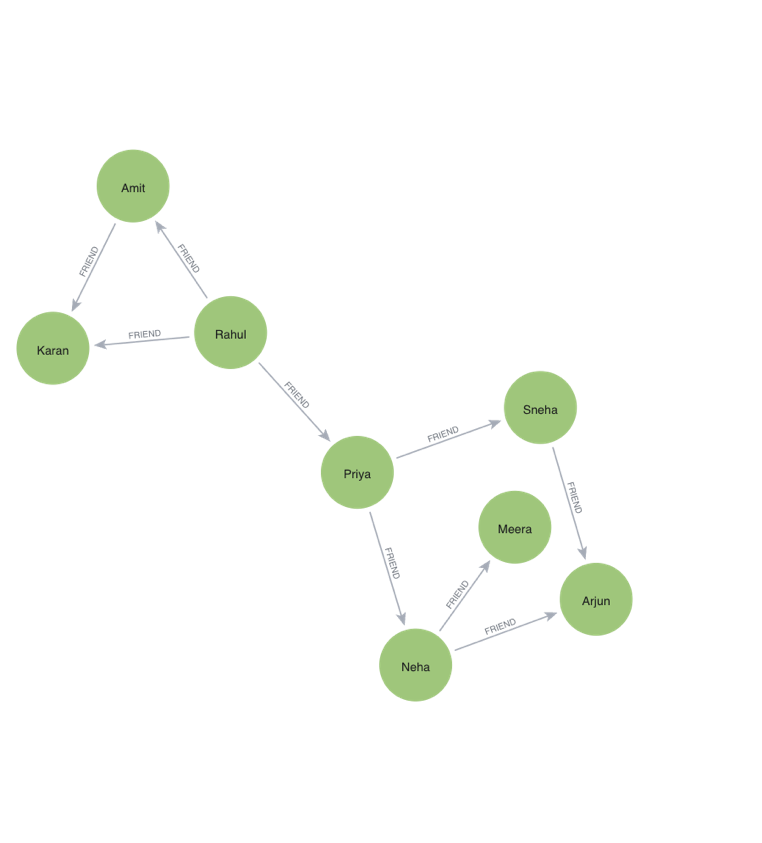 Amit
FRIEND
FRIEND
FRIEND
Rahul
Karan
FRIEND
Sneha
FRIEND
Priya
FRIEND
Meera
FRIEND
FRIEND
Arjun
FRIEND
Neha